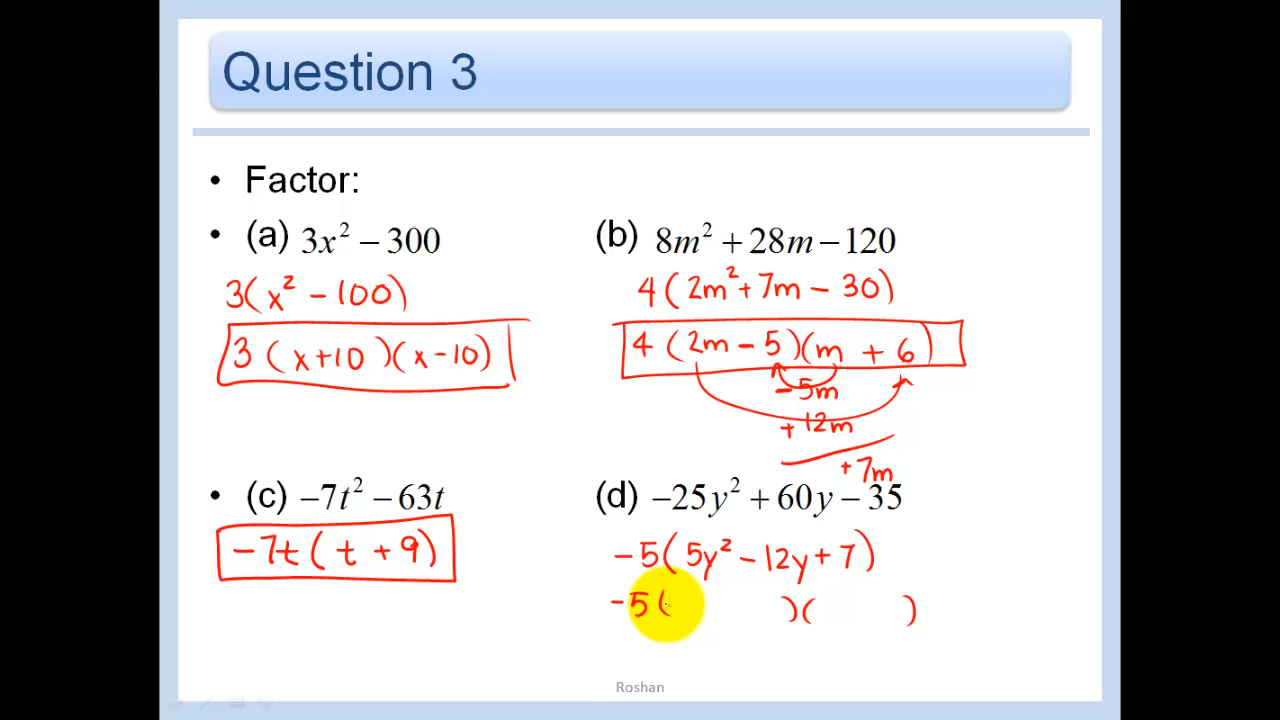 Question 3
• Factor:
• (a) 3x² − 300
3(x² − 100)
3 (x+10)(x−10)
(b) 8m² + 28m − 120
4(2m² + 7m − 30)
4 (2m − 5)(m + 6)
− 5m
+ 12m
+7m
• (c) −7t² − 63t
−7t(t + 9)
(d) −25y² + 60y − 35
−5(5y² − 12y + 7)
−5( )( )
Roshan